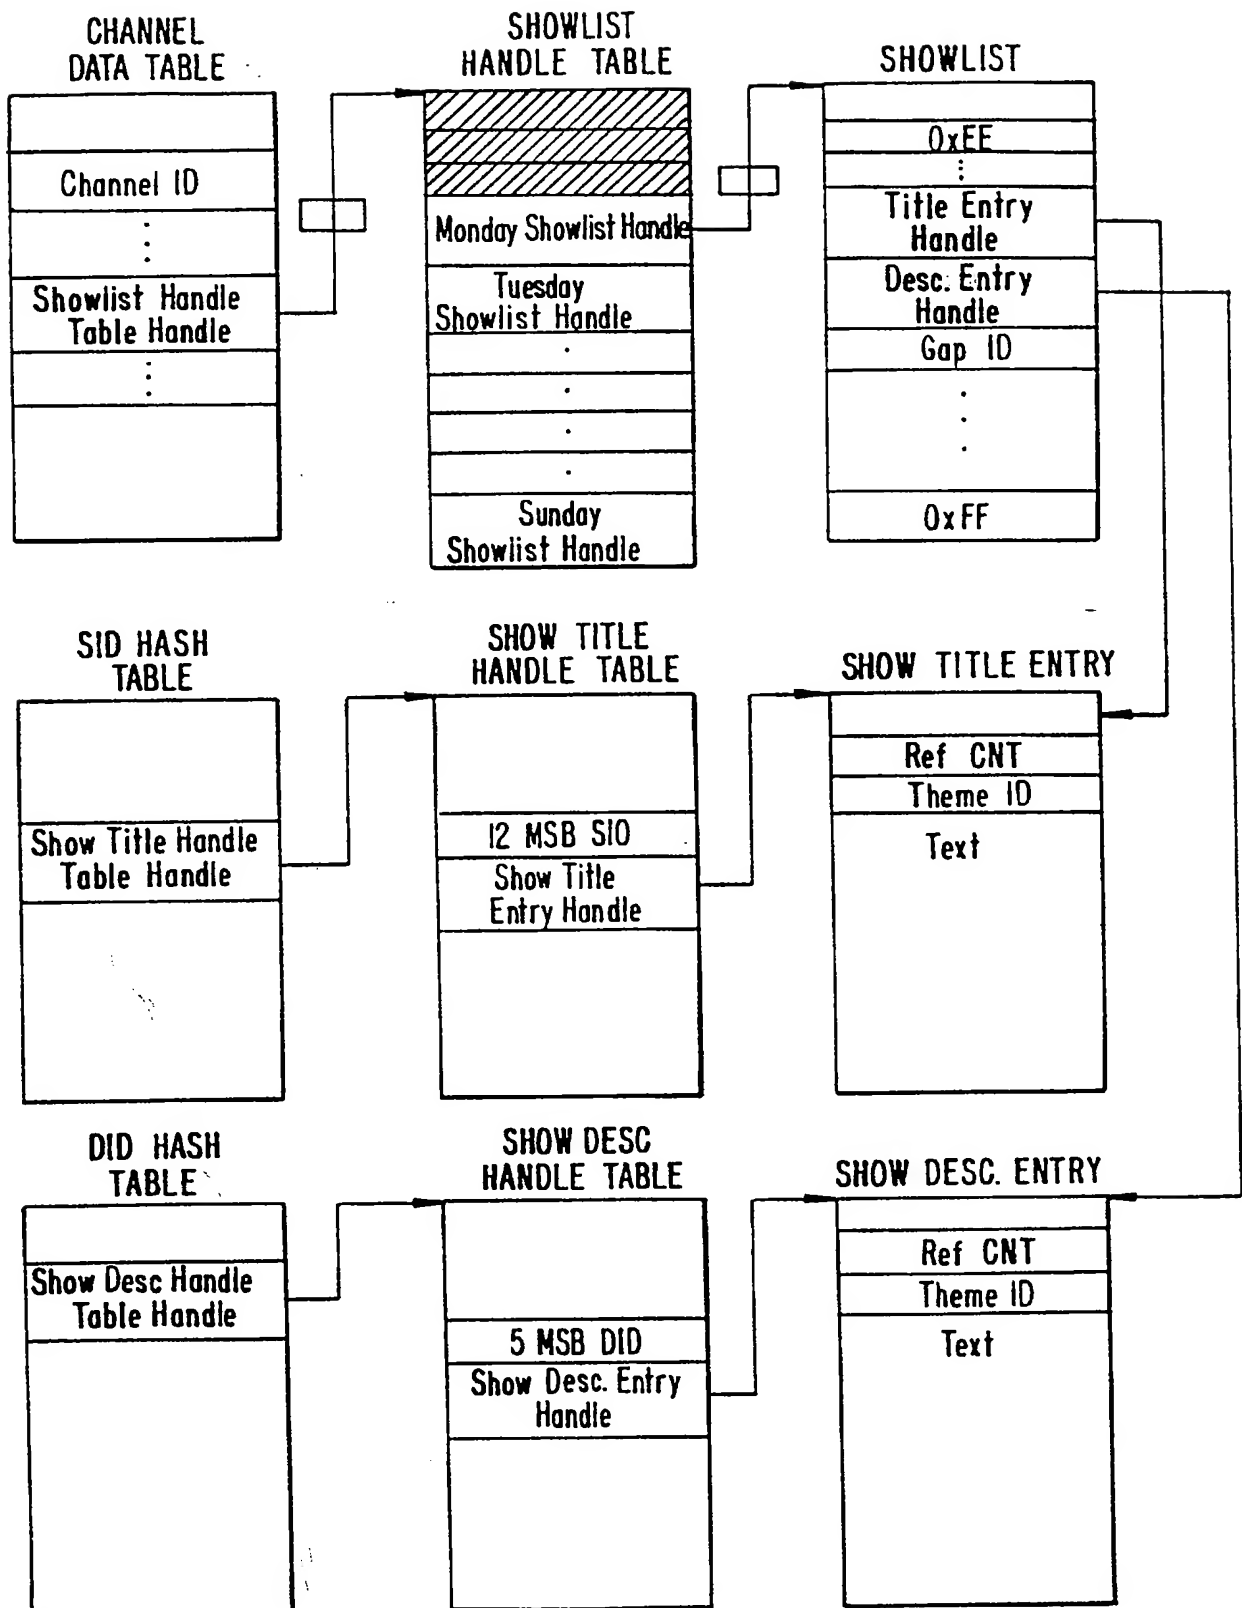 CHANNEL
DATA TABLE
Channel ID
Showlist Handle
Table Handle
SHOWLIST
HANDLE TABLE
Monday Showlist Handle
Tuesday
Showlist Handle
Sunday
Showlist Handle
SHOWLIST
0xEE
Title Entry
Handle
Desc. Entry
Handle
Gap ID
0xFF
SID HASH
TABLE
Show Title Handle
Table Handle
SHOW TITLE
HANDLE TABLE
12 MSB SIO
Show Title
Entry Handle
SHOW TITLE ENTRY
Ref CNT
Theme ID
Text
DID HASH
TABLE
Show Desc Handle
Table Handle
SHOW DESC
HANDLE TABLE
5 MSB DID
Show Desc. Entry
Handle
SHOW DESC. ENTRY
Ref CNT
Theme ID
Text